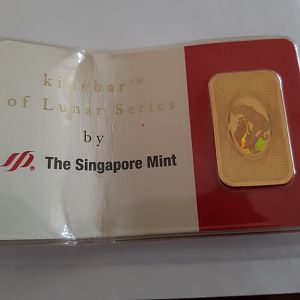 kinebar™
of Lunar Series
by
The Singapore Mint